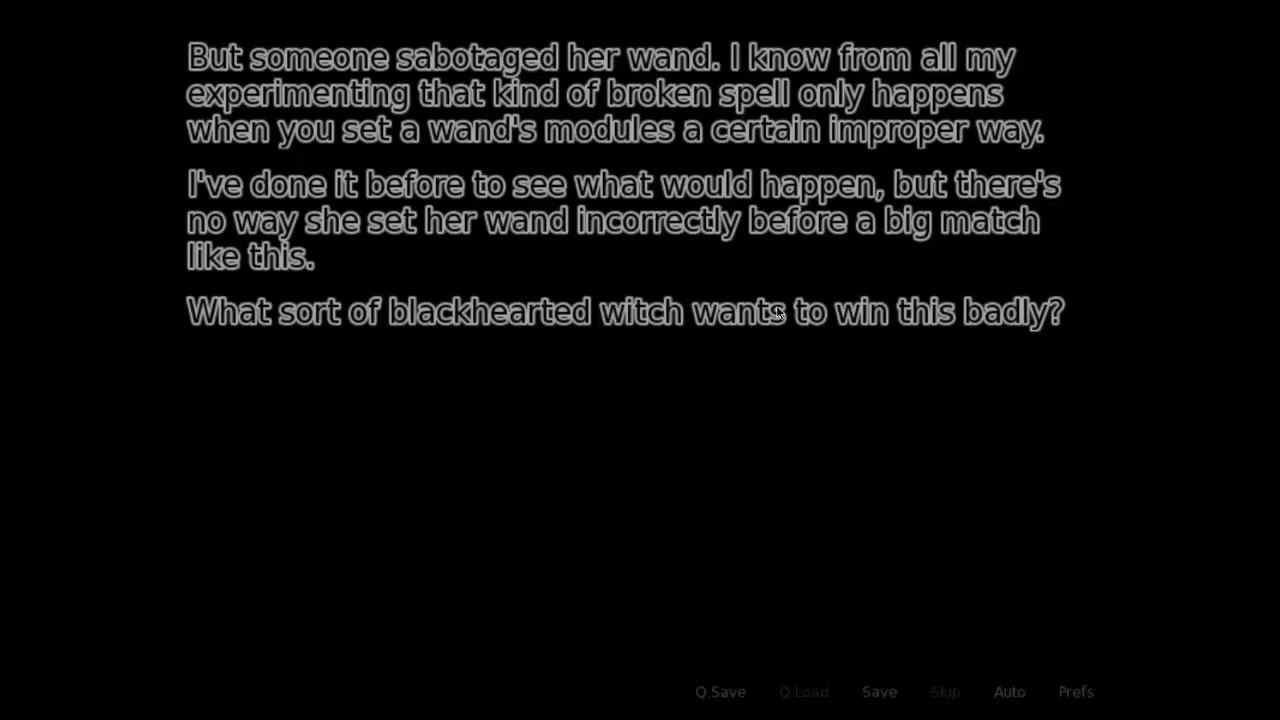 But someone sabotaged her wand. I know from all my
experimenting that kind of broken spell only happens
when you set a wand's modules a certain improper way.
I've done it before to see what would happen, but there's
no way she set her wand incorrectly before a big match
like this.
What sort of blackhearted witch wants to win this badly?
Q.Save Q.Load Save Skip Auto Prefs